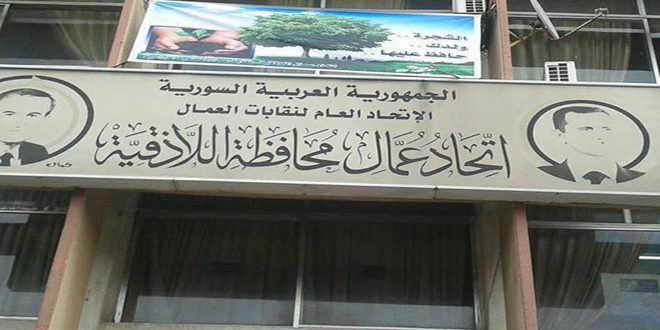 الشجرة
ولدك ..
حافظ عليها
الجمهورية العربية السورية
الإتحاد العام لنقابات العمال
اتحاد عمال محافظة اللاذقية